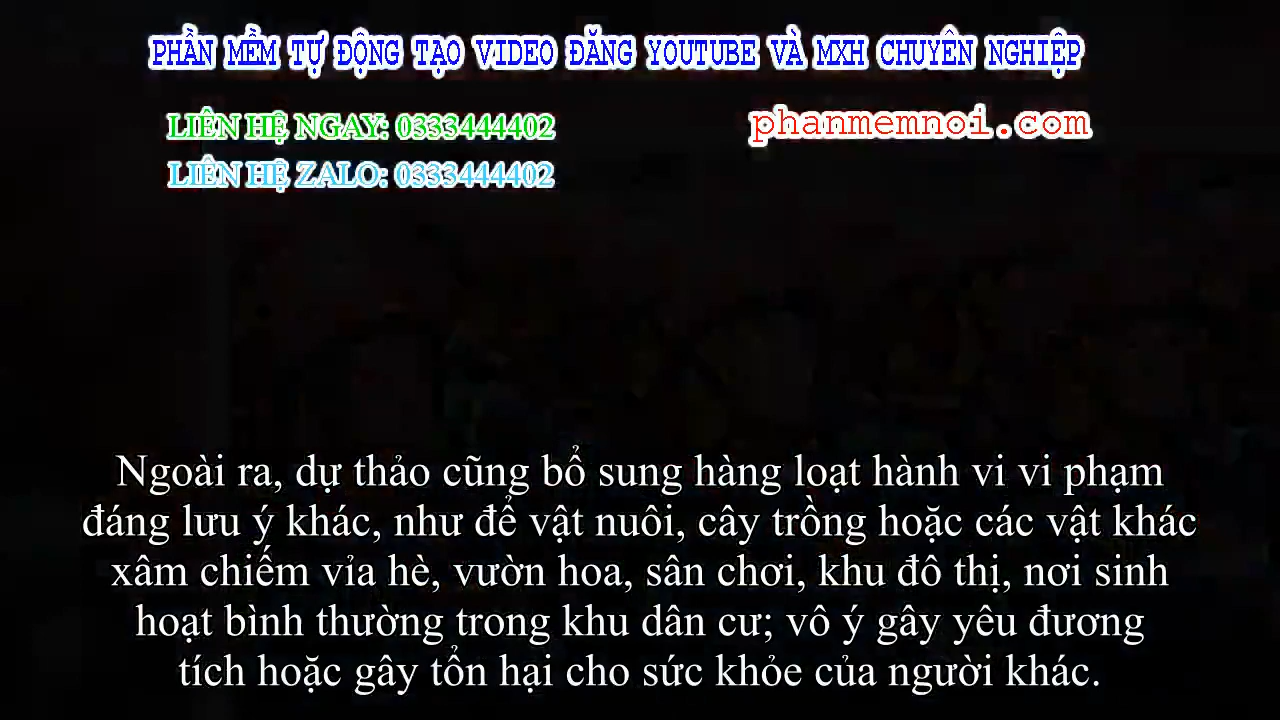 PHẦN MỀM TỰ ĐỘNG TẠO VIDEO ĐĂNG YOUTUBE VÀ MXH CHUYÊN NGHIỆP
LIÊN HỆ NGAY: 0333444402
phanmemnoi.com
LIÊN HỆ ZALO: 0333444402
Ngoài ra, dự thảo cũng bổ sung hàng loạt hành vi vi phạm
đáng lưu ý khác, như để vật nuôi, cây trồng hoặc các vật khác
xâm chiếm vỉa hè, vườn hoa, sân chơi, khu đô thị, nơi sinh
hoạt bình thường trong khu dân cư; vô ý gây yêu đương
tích hoặc gây tổn hại cho sức khỏe của người khác.